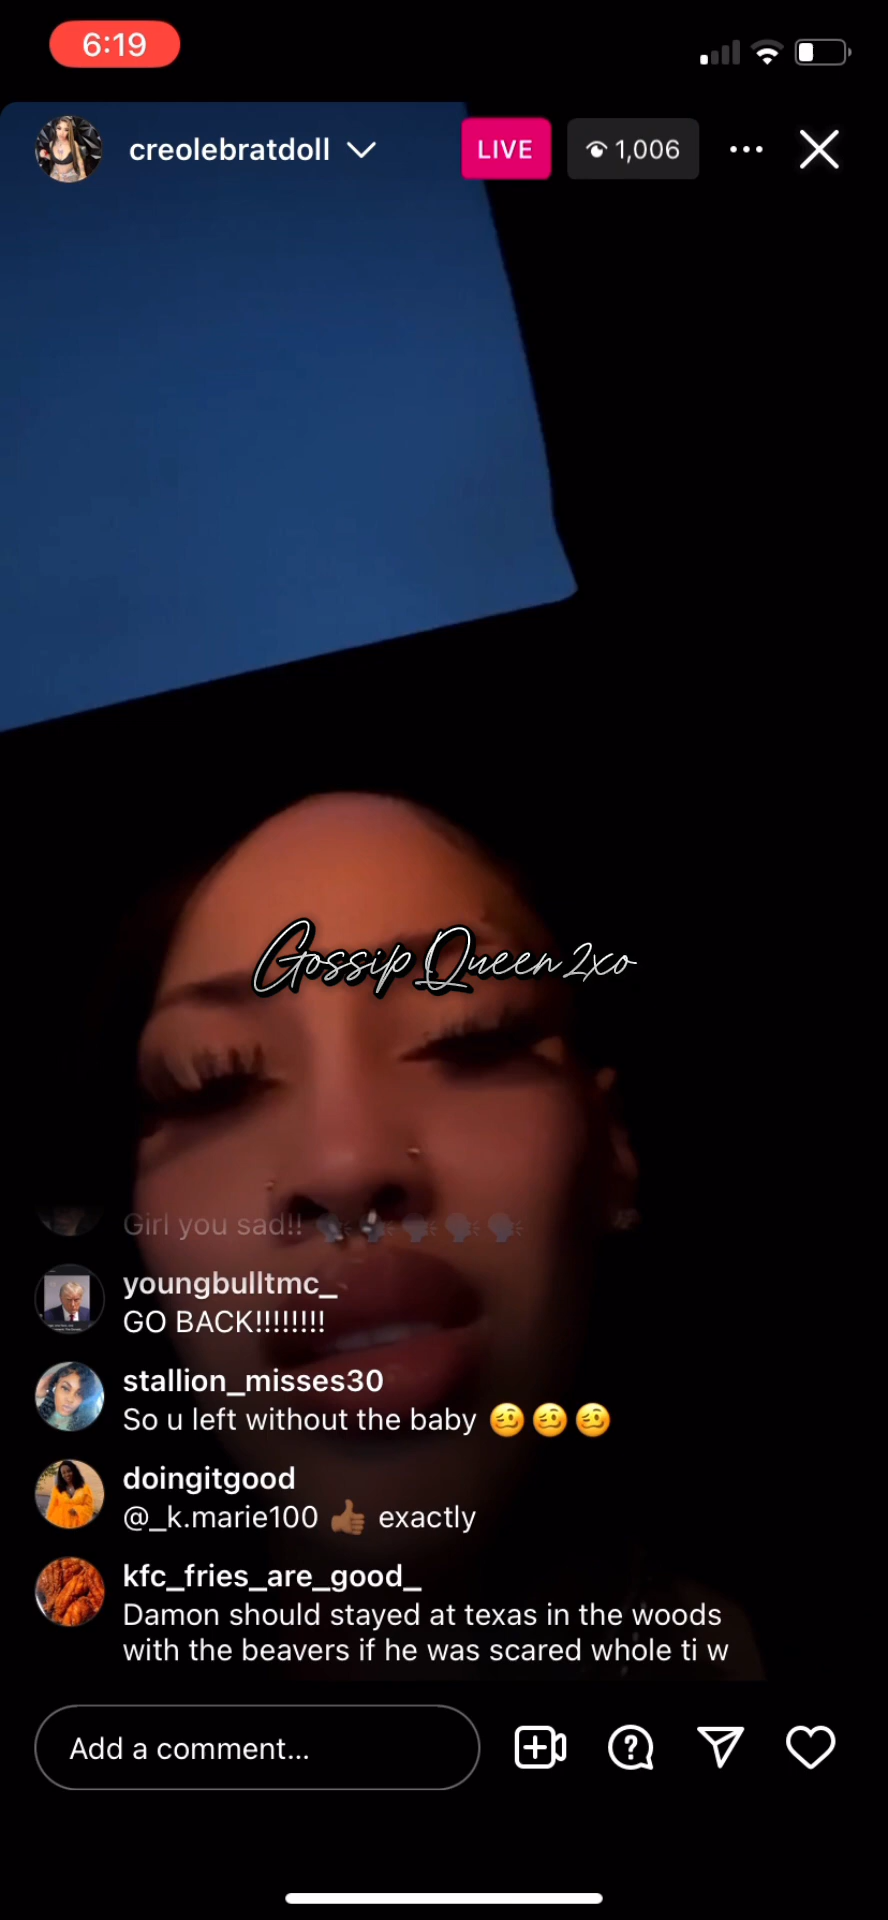 6:19
creolebratdoll
LIVE
1,006
Gossip Queen 2xo
Girl you sad!! 🗣️🗣️🗣️🗣️🗣️
youngbulltmc_
GO BACK!!!!!!!!
stallion_misses30
So u left without the baby 🥴🥴🥴
doingitgood
@_k.marie100 👍🏽 exactly
kfc_fries_are_good_
Damon should stayed at texas in the woods
with the beavers if he was scared whole ti w
Add a comment...